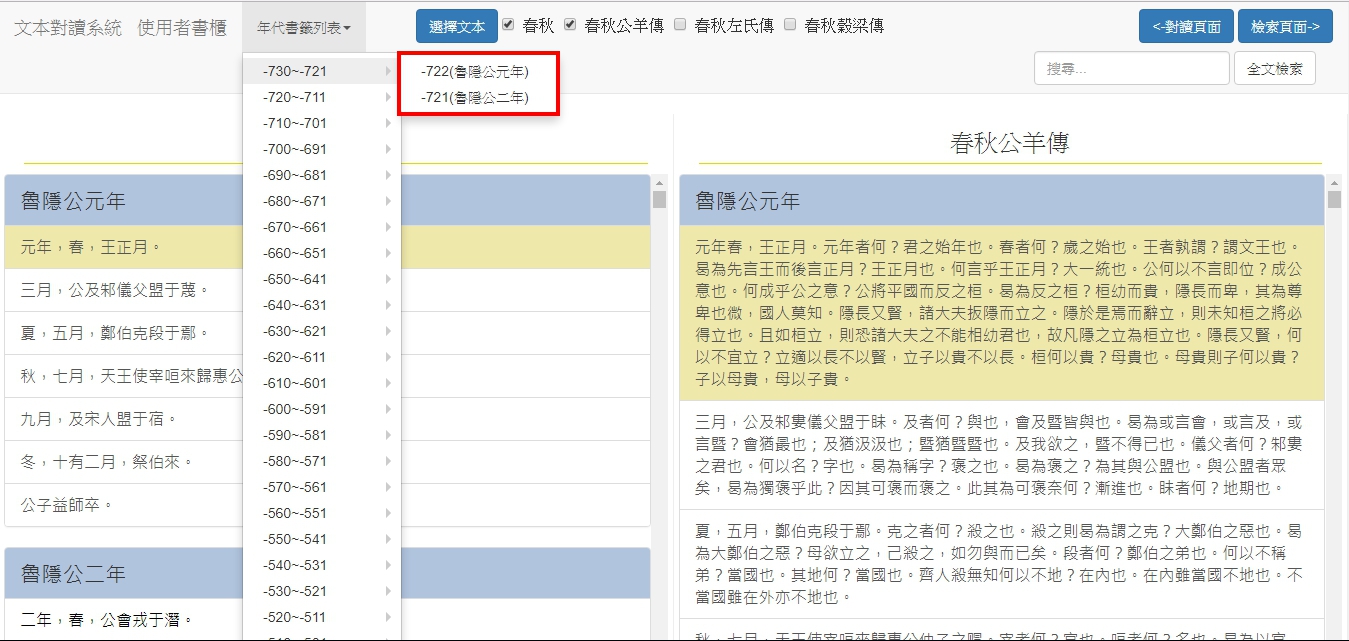 文本對讀系統 使用者書櫃 年代書籤列表 選擇文本 春秋 春秋公羊傳 春秋左氏傳 春秋穀梁傳 <-對讀頁面 檢索頁面->
搜尋... 全文檢索
-730~-721
-720~-711
-710~-701
-700~-691
-690~-681
-680~-671
-670~-661
-660~-651
-650~-641
-640~-631
-630~-621
-620~-611
-610~-601
-600~-591
-590~-581
-580~-571
-570~-561
-560~-551
-550~-541
-540~-531
-530~-521
-520~-511
-722(魯隱公元年)
-721(魯隱公二年)
魯隱公元年
元年，春，王正月。
三月，公及邾儀父盟于蔑。
夏，五月，鄭伯克段于鄢。
秋，七月，天王使宰咺來歸惠公
九月，及宋人盟于宿。
冬，十有二月，祭伯來。
公子益師卒。
魯隱公二年
二年，春，公會戎于潛。
春秋公羊傳
魯隱公元年
元年春，王正月。元年者何？君之始年也。春者何？歲之始也。王者孰謂？謂文王也。
曷為先言王而後言正月？王正月也。何言乎王正月？大一統也。公何以不言即位？成公
意也。何成乎公之意？公將平國而反之桓。曷為反之桓？桓幼而貴，隱長而卑，其為尊
卑也微，國人莫知。隱長又賢，諸大夫扳隱而立之。隱於是焉而辭立，則未知桓之將必
得立也。且如桓立，則恐諸大夫之不能相幼君也，故凡隱之立為桓立也。隱長又賢，何
以不宜立？立適以長不以賢，立子以貴不以長。桓何以貴？母貴也。母貴則子何以貴？
子以母貴，母以子貴。
三月，公及邾婁儀父盟于眛。及者何？與也，會及暨皆與也。曷為或言會，或言及，或
言暨？會猶最也；及猶汲汲也；暨猶暨暨也。及我欲之，暨不得已也。儀父者何？邾婁
之君也。何以名？字也。曷為稱字？褒之也。曷為褒之？為其與公盟也。與公盟者眾
矣，曷為獨褒乎此？因其可褒而褒之。此其為可褒奈何？漸進也。眛者何？地期也。
夏，五月，鄭伯克段于鄢。克之者何？殺之也。殺之則曷為謂之克？大鄭伯之惡也。曷
為大鄭伯之惡？母欲立之，己殺之，如勿與而已矣。段者何？鄭伯之弟也。何以不稱
弟？當國也。其地何？當國也。齊人殺無知何以不地？在內也。在內雖當國不地也。不
當國雖在外亦不地也。